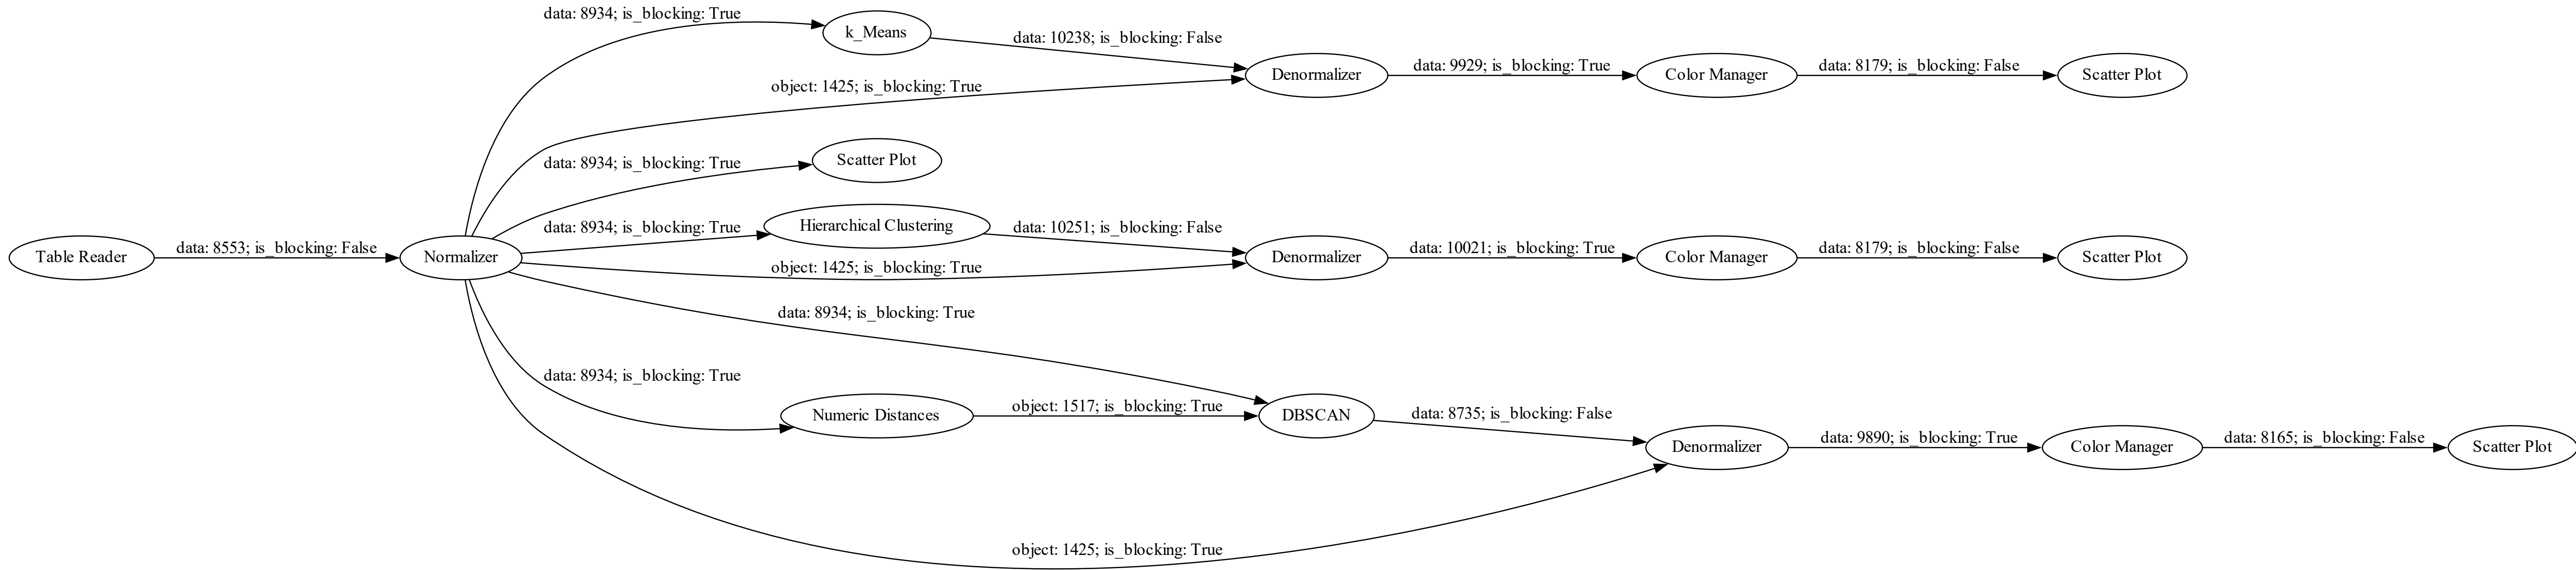 data: 8934; is_blocking: True
k_Means
data: 10238; is_blocking: False
Denormalizer
data: 9929; is_blocking: True
Color Manager
data: 8179; is_blocking: False
Scatter Plot
object: 1425; is_blocking: True
data: 8934; is_blocking: True
Scatter Plot
Table Reader
data: 8553; is_blocking: False
Normalizer
data: 8934; is_blocking: True
Hierarchical Clustering
data: 10251; is_blocking: False
object: 1425; is_blocking: True
Denormalizer
data: 10021; is_blocking: True
Color Manager
data: 8179; is_blocking: False
Scatter Plot
data: 8934; is_blocking: True
data: 8934; is_blocking: True
Numeric Distances
object: 1517; is_blocking: True
DBSCAN
data: 8735; is_blocking: False
Denormalizer
data: 9890; is_blocking: True
Color Manager
data: 8165; is_blocking: False
Scatter Plot
object: 1425; is_blocking: True